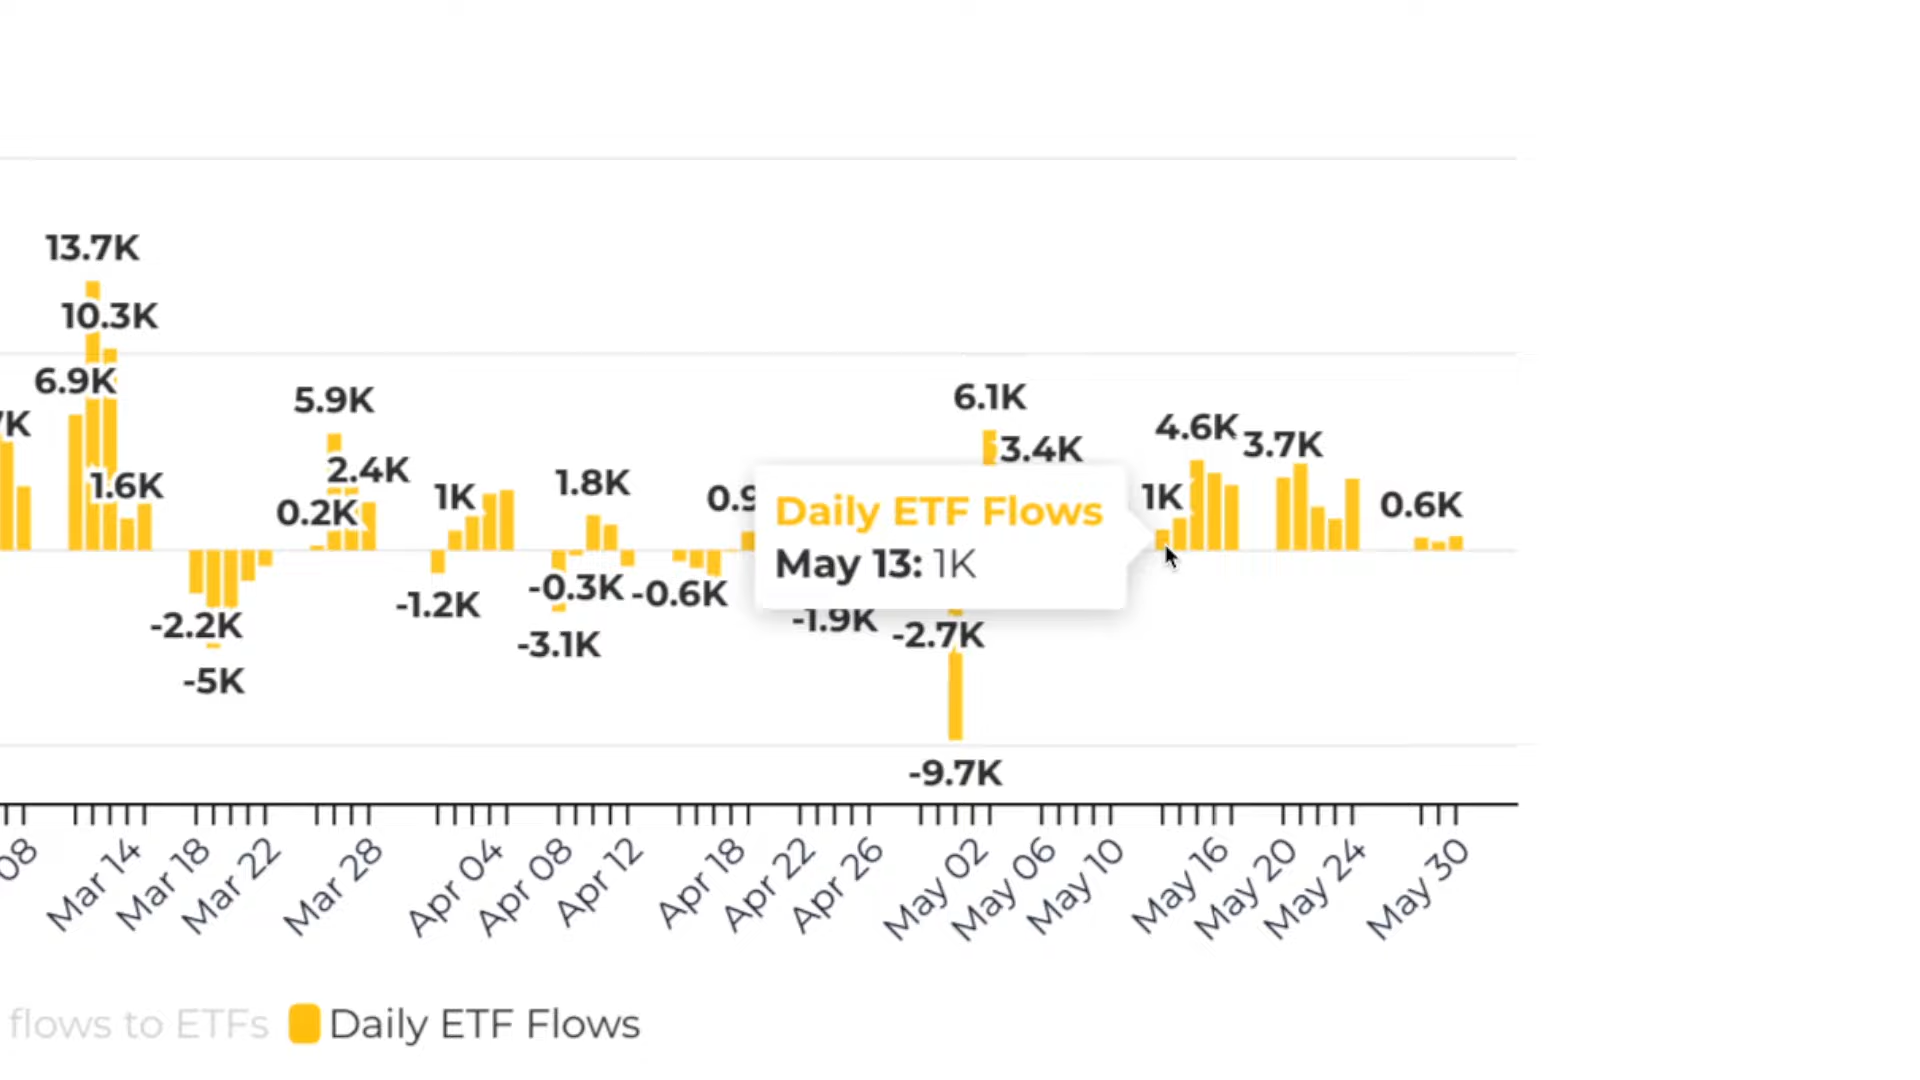 13.7K
10.3K
6.9K
1.6K
-2.2K
-5K
5.9K
2.4K
0.2K
1K
-1.2K
1.8K
-0.3K
-3.1K
-0.6K
6.1K
3.4K
Daily ETF Flows
May 13: 1K
-1.9K
-2.7K
-9.7K
1K
4.6K
3.7K
0.6K
08
Mar 14
Mar 18
Mar 22
Mar 28
Apr 04
Apr 08
Apr 12
Apr 18
Apr 22
Apr 26
May 02
May 06
May 10
May 16
May 20
May 24
May 30
flows to ETFs
Daily ETF Flows